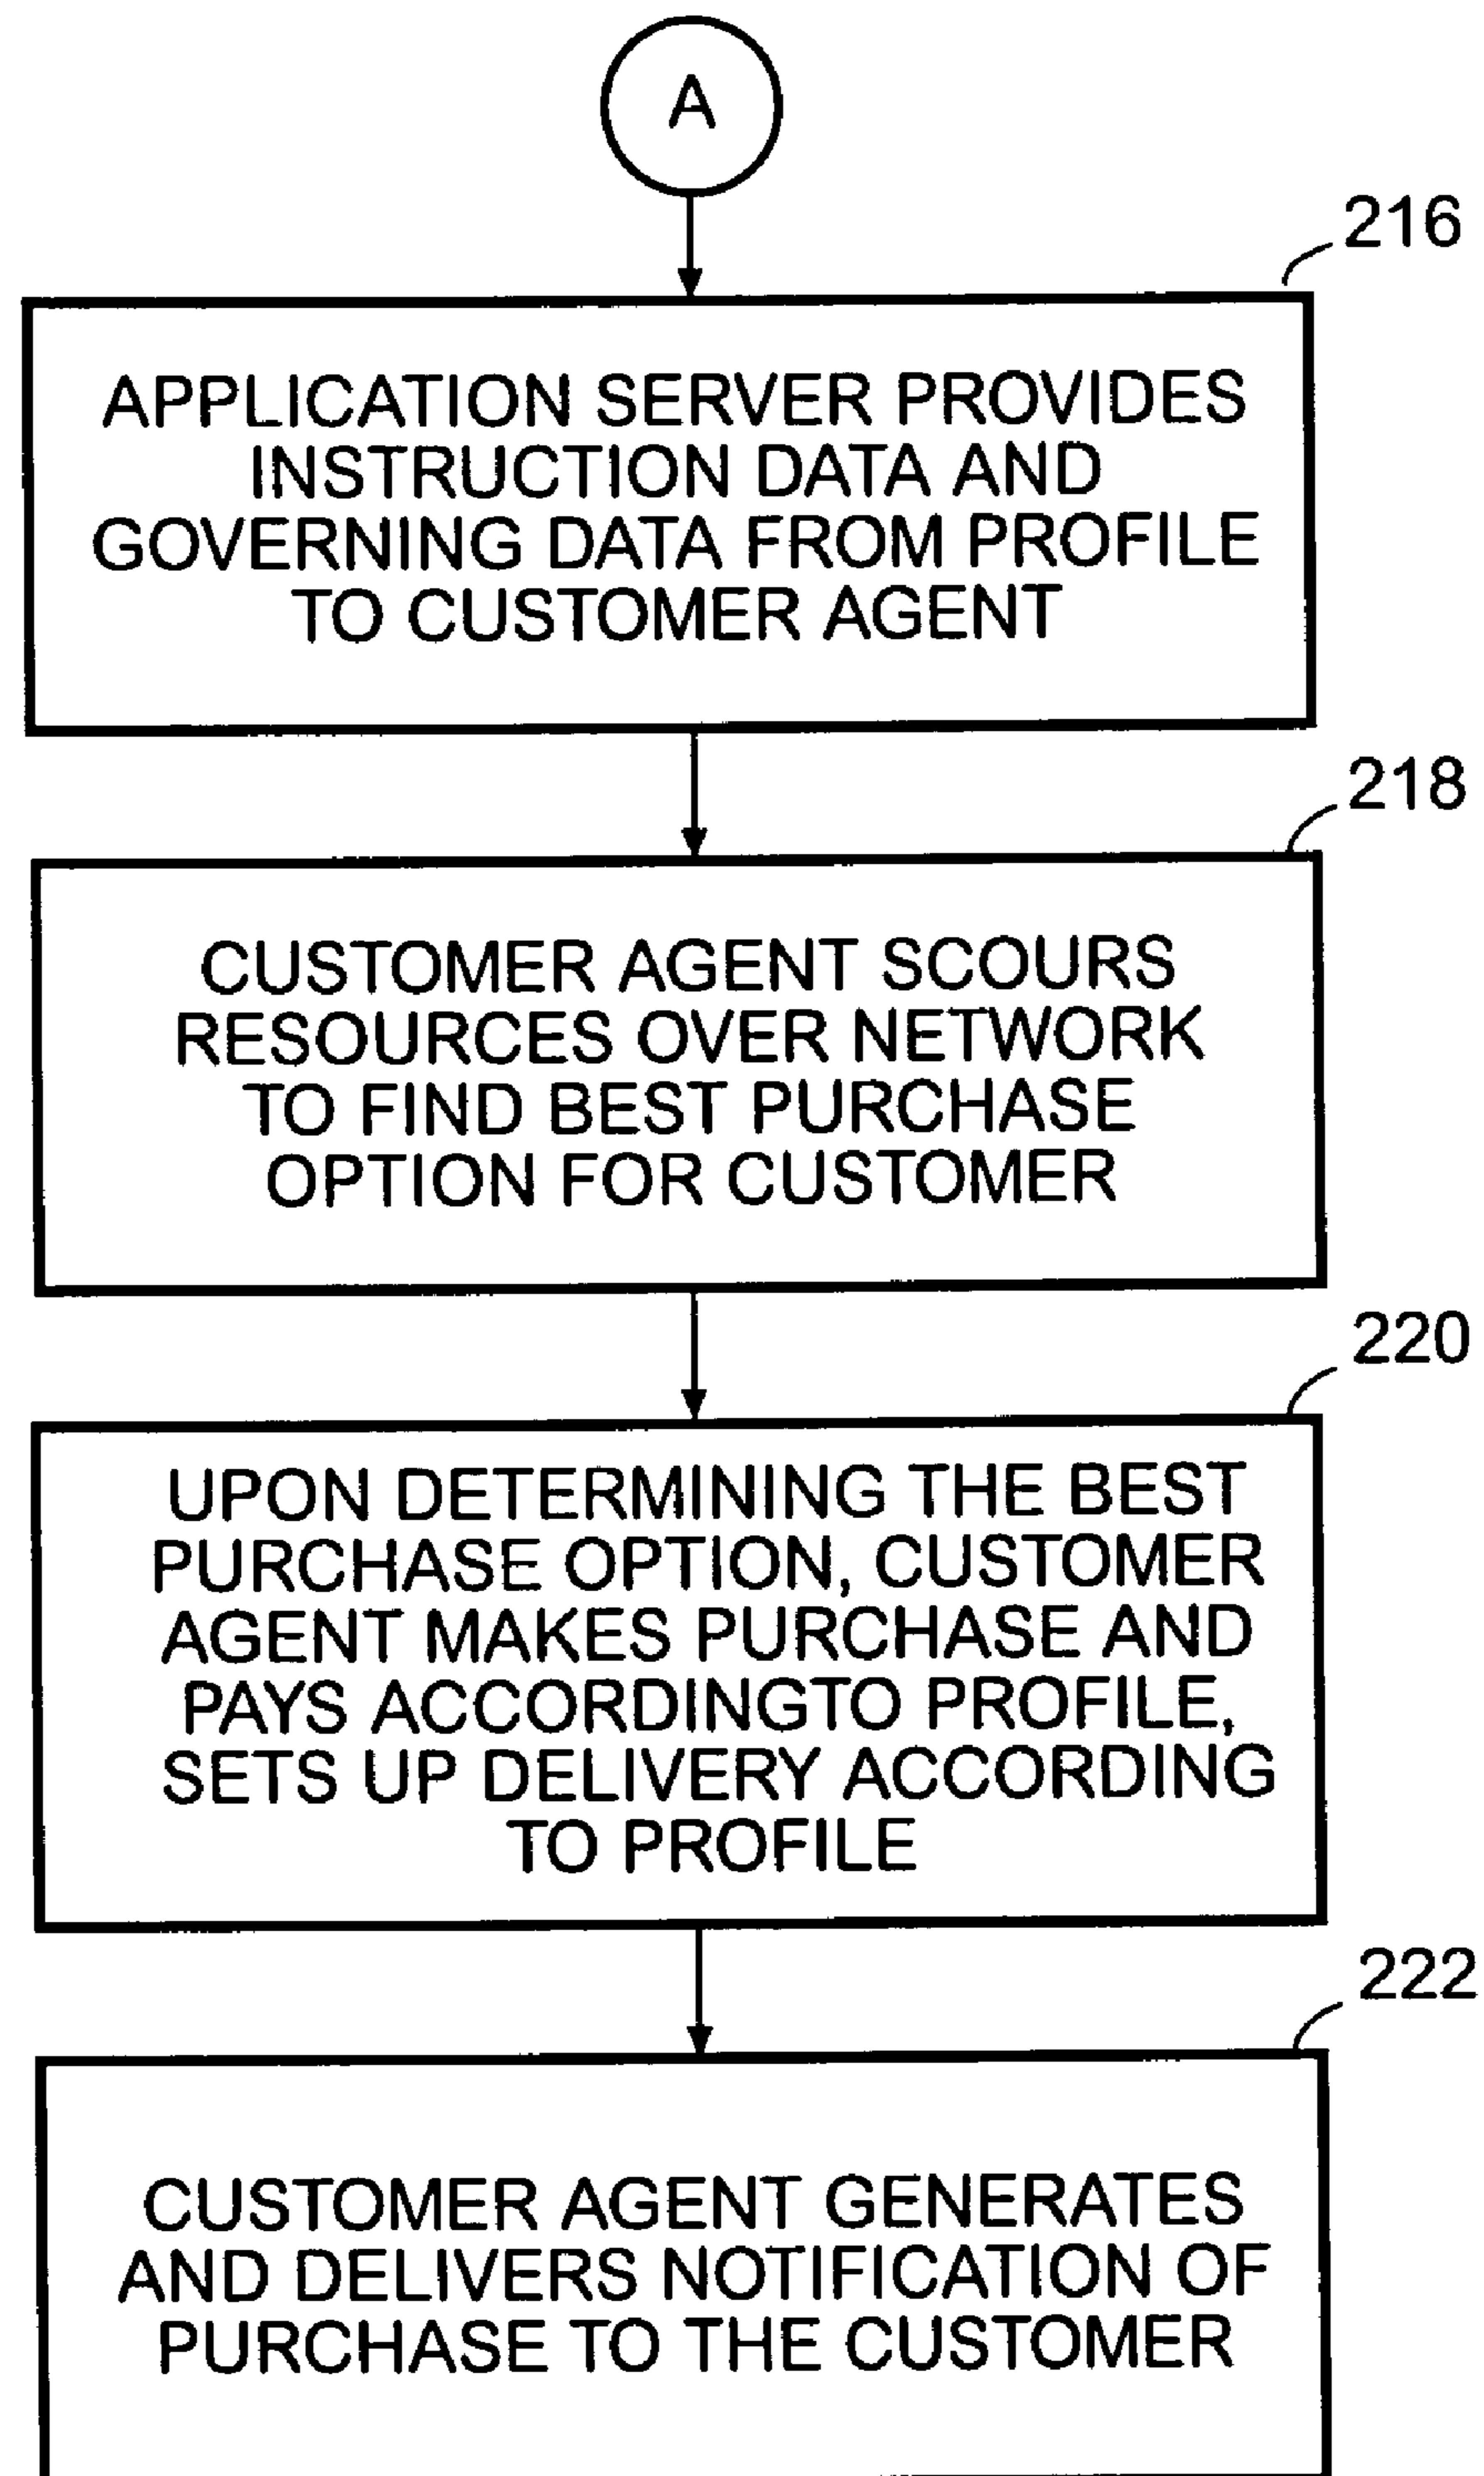 A
216
APPLICATION SERVER PROVIDES
INSTRUCTION DATA AND
GOVERNING DATA FROM PROFILE
TO CUSTOMER AGENT
218
CUSTOMER AGENT SCOURS
RESOURCES OVER NETWORK
TO FIND BEST PURCHASE
OPTION FOR CUSTOMER
220
UPON DETERMINING THE BEST
PURCHASE OPTION, CUSTOMER
AGENT MAKES PURCHASE AND
PAYS ACCORDINGTO PROFILE,
SETS UP DELIVERY ACCORDING
TO PROFILE
222
CUSTOMER AGENT GENERATES
AND DELIVERS NOTIFICATION OF
PURCHASE TO THE CUSTOMER